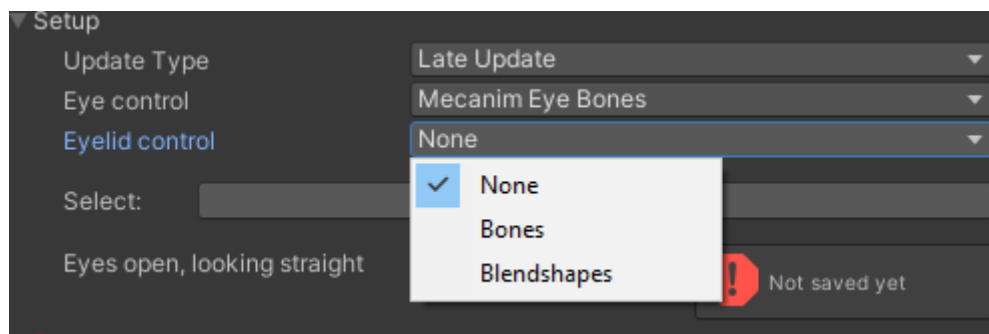 Setup
Update Type Late Update
Eye control Mecanim Eye Bones
Eyelid control None
None
Select:
Bones
Eyes open, looking straight
Blendshapes
Not saved yet